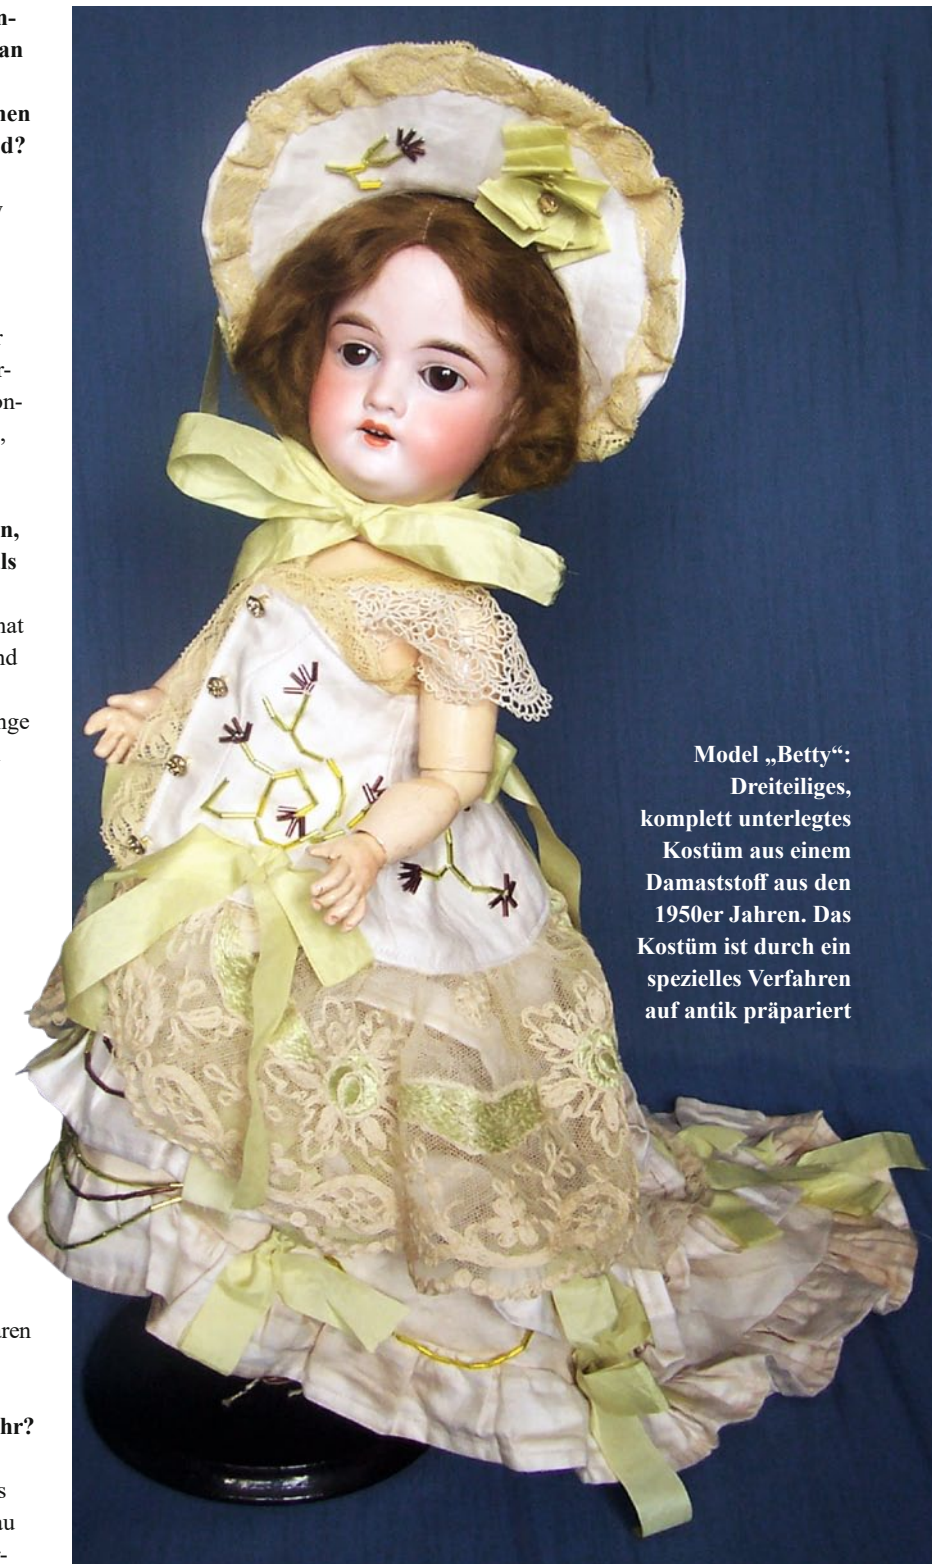 Model „Betty“:
Dreiteiliges,
komplett unterlegtes
Kostüm aus einem
Damaststoff aus den
1950er Jahren. Das
Kostüm ist durch ein
spezielles Verfahren
auf antik präpariert